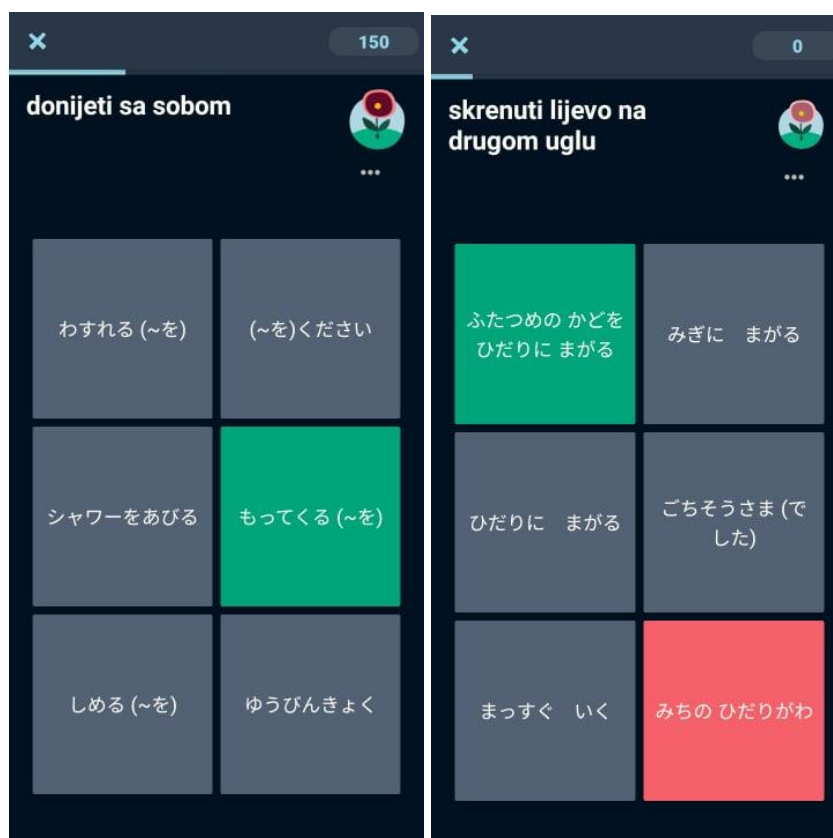 150
donijeti sa sobom
わすれる (~を)
(~を)ください
シャワーをあびる
もってくる (~を)
しめる (~を)
ゆうびんきょく
0
skrenuti lijevo na
drugom uglu
ふたつめの かどを
ひだりに まがる
みぎに　まがる
ひだりに　まがる
ごちそうさま (で
した)
まっすぐ　いく
みちの ひだりがわ